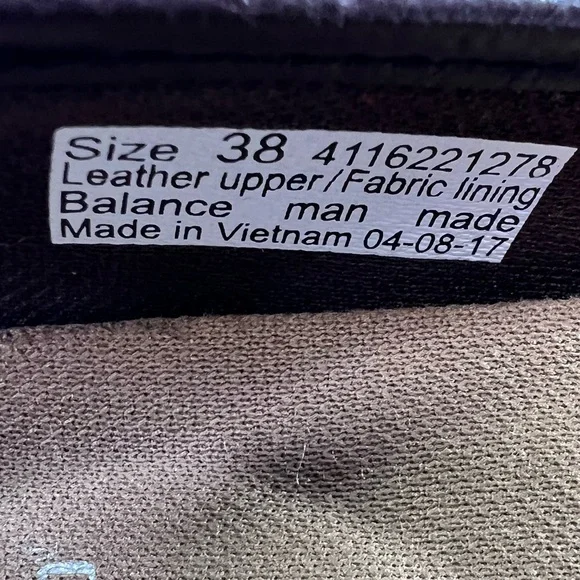 Size 38 4116221278
Leather upper/Fabric lining
Balance man made
Made in Vietnam 04-08-17